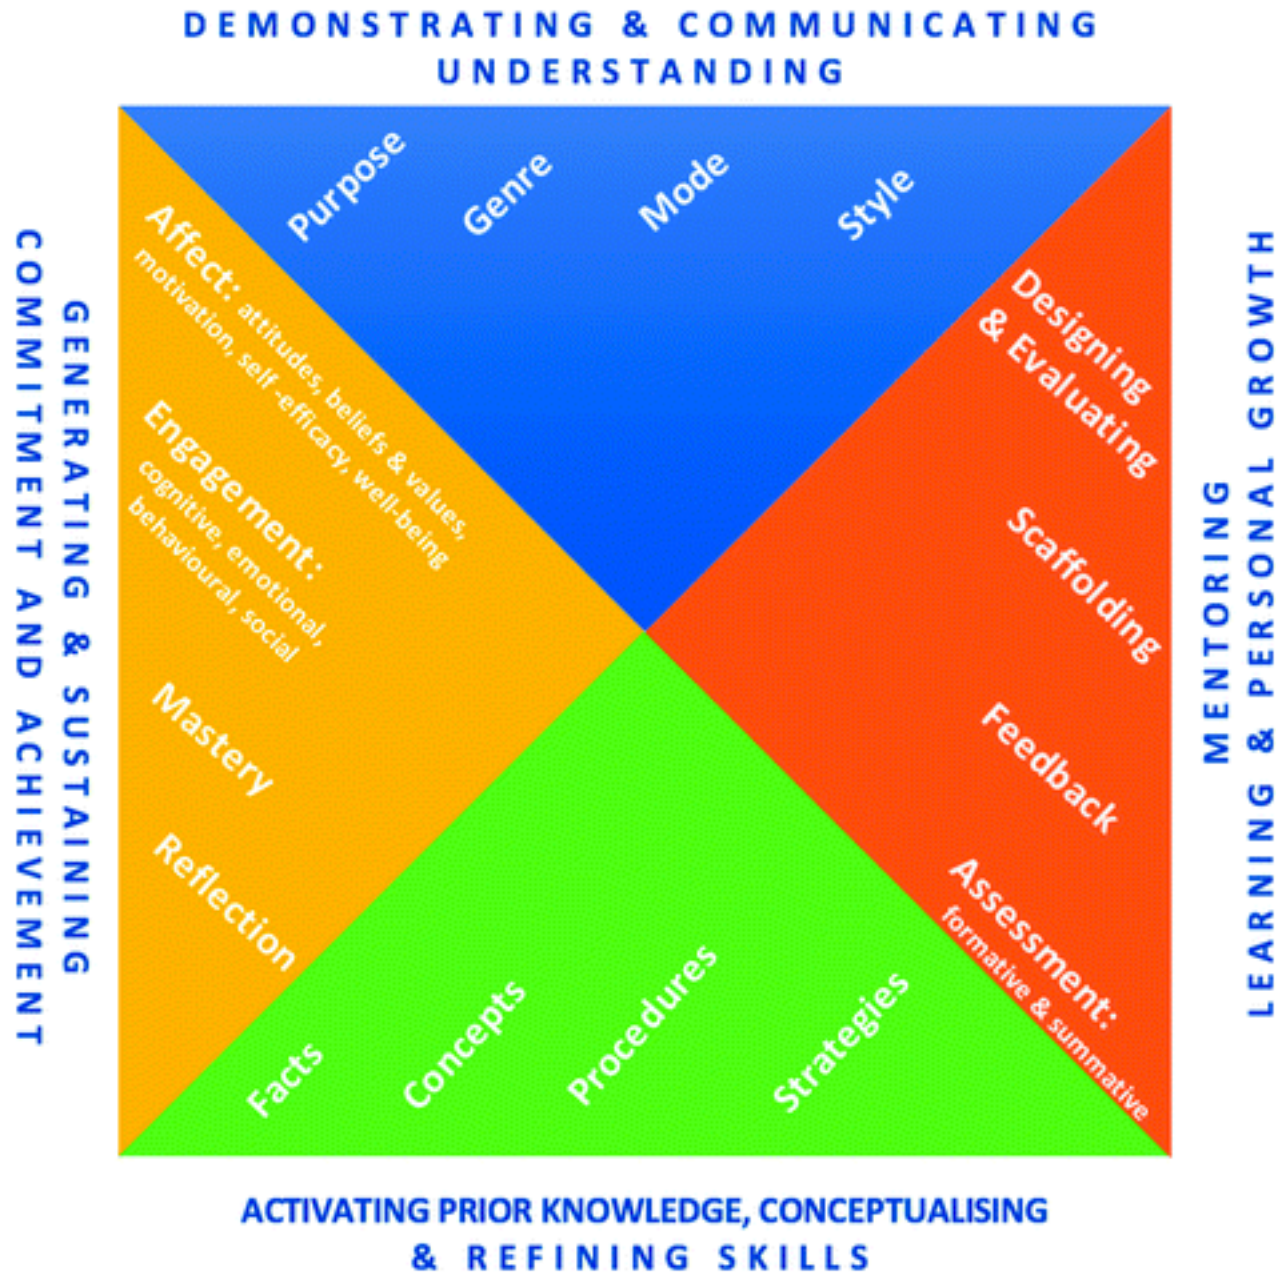 DEMONSTRATING & COMMUNICATING
UNDERSTANDING
Purpose
Genre
Mode
Style
GENERATING & SUSTAINING
COMMITMENT AND ACHIEVEMENT
Affect: attitudes, beliefs & values,
motivation, self-efficacy, well-being
Engagement:
cognitive, emotional,
behavioural, social
Mastery
Reflection
Designing
& Evaluating
Scaffolding
Feedback
Assessment:
formative & summative
MENTORING
LEARNING & PERSONAL GROWTH
Facts
Concepts
Procedures
Strategies
ACTIVATING PRIOR KNOWLEDGE, CONCEPTUALISING
& REFINING SKILLS